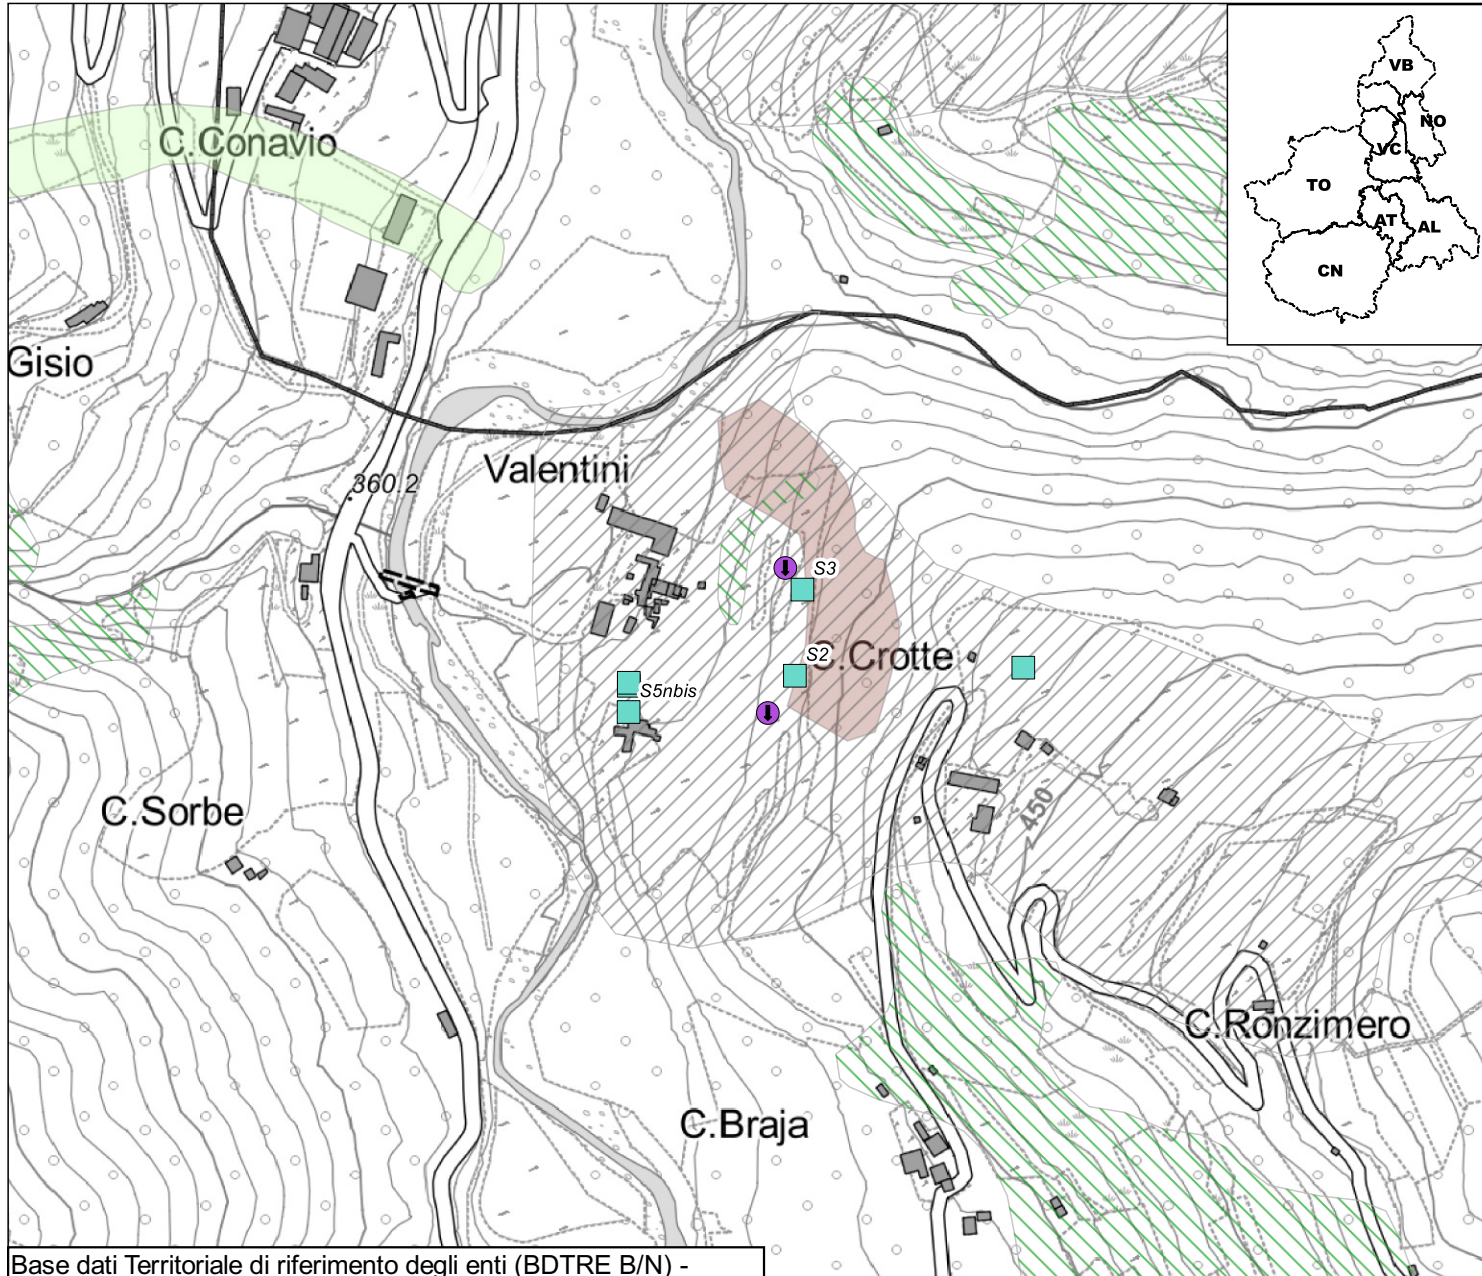 VB
NO
VC
TO
AT
AL
CN
C.Conavio
Gisio
Valentini
360.2
S3
S2
C.Crotte
S5nbis
C.Sorbe
450
C.Ronzimero
C.Braja
Base dati Territoriale di riferimento degli enti (BDTRE B/N) -